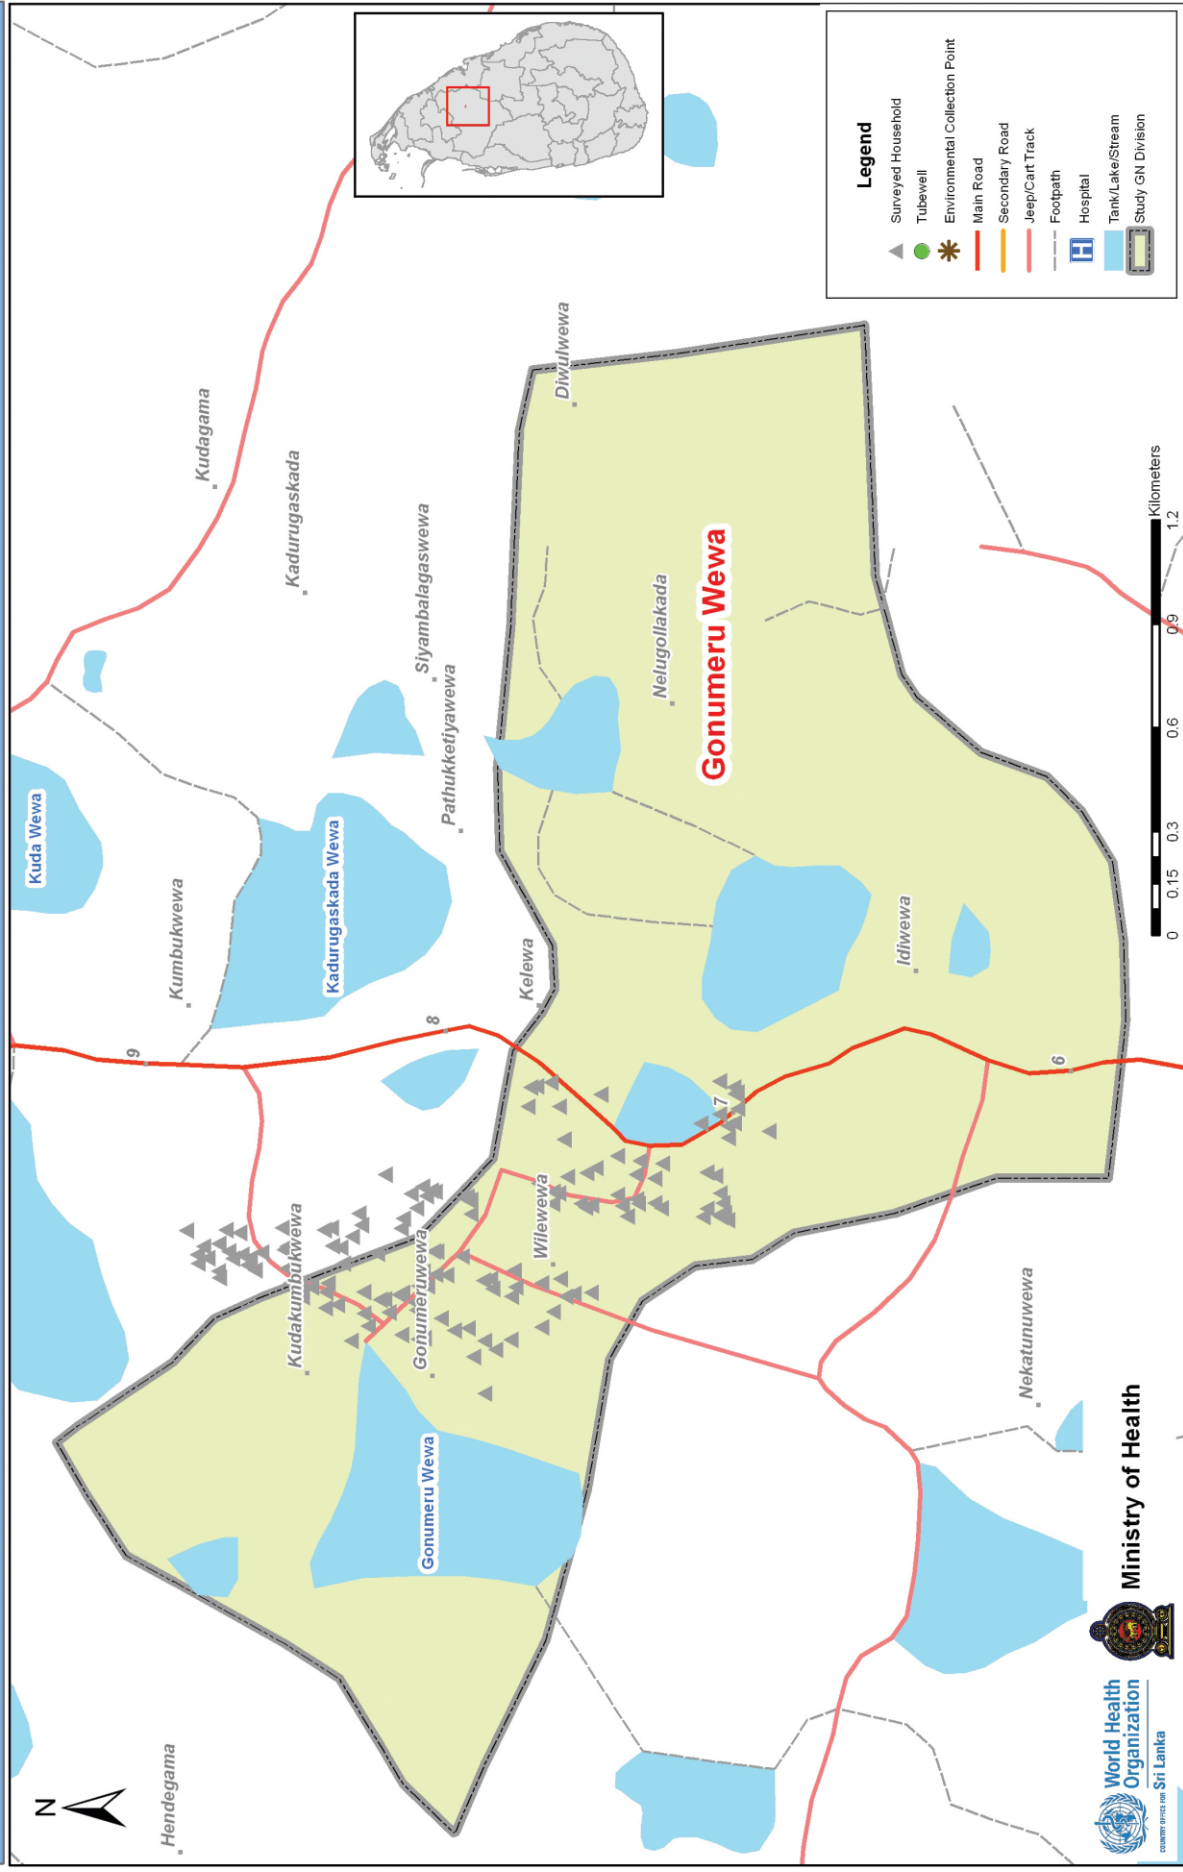 N
Hendegama
Kumbukwewa
Kuda Wewa
Kudagama
Kadurugaskada
Kadurugaskada Wewa
Siyambalagaswewa
Pathukketiyawewa
Kelewa
Diwulwewa
9
8
Kudakumbukwewa
Gonumeruwewa
Gonumeru Wewa
Wilewewa
Nelugollakada
Gonumeru Wewa
7
Idiwewa
6
Nekatunuwewa
Legend
Surveyed Household
Tubewell
Environmental Collection Point
Main Road
Secondary Road
Jeep/Cart Track
Footpath
H Hospital
Tank/Lake/Stream
Study GN Division
World Health
Organization
COUNTRY OFFICE FOR Sri Lanka
Ministry of Health
0 0.15 0.3 0.6 0.9 1.2
Kilometers